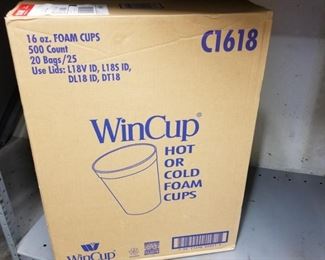 16 oz. FOAM CUPS
500 Count
20 Bags/25
Use Lids: L18V ID, L18S ID,
DL18 ID, DT18
C1618
WinCup®
HOT
OR
COLD
FOAM
CUPS
WinCup